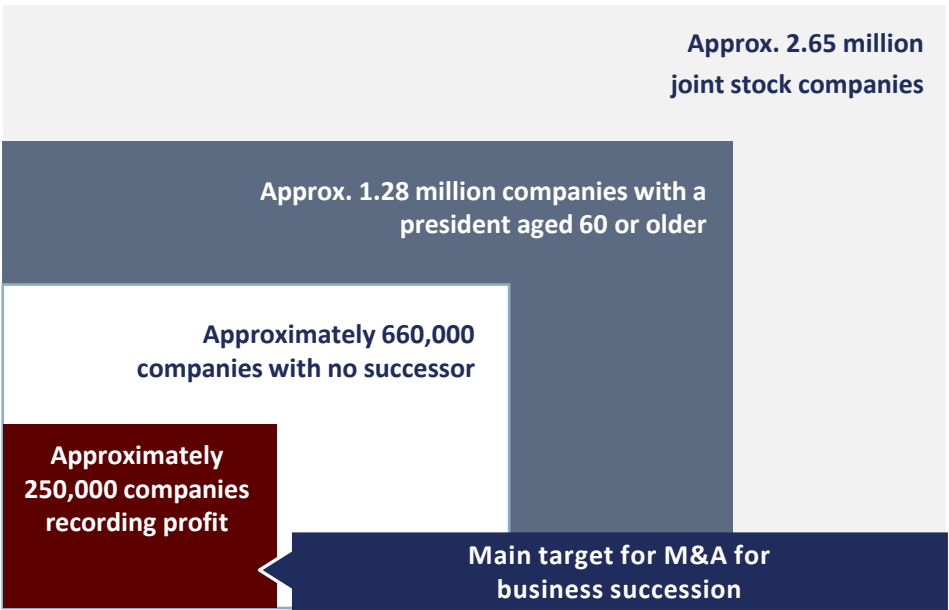 Approx. 2.65 million
joint stock companies
Approx. 1.28 million companies with a
president aged 60 or older
Approximately 660,000
companies with no successor
Approximately
250,000 companies
recording profit
Main target for M&A for
business succession